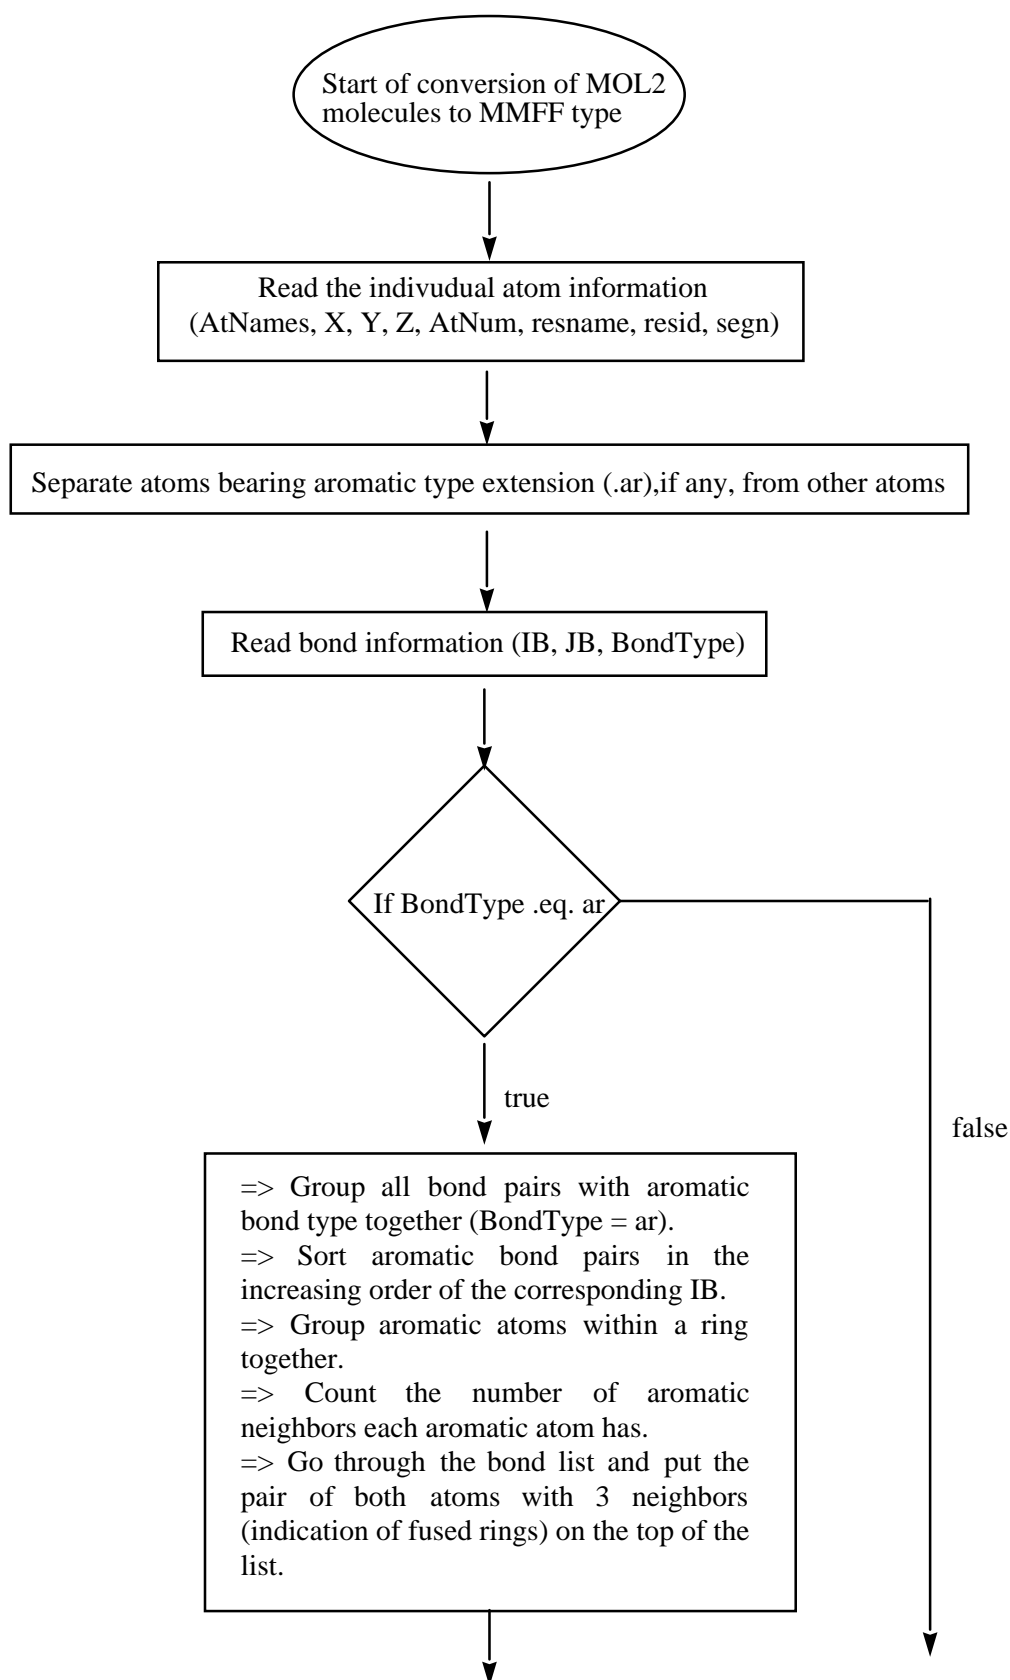 Start of conversion of MOL2
molecules to MMFF type
Read the indivudual atom information
(AtNames, X, Y, Z, AtNum, resname, resid, segn)
Separate atoms bearing aromatic type extension (.ar),if any, from other atoms
Read bond information (IB, JB, BondType)
If BondType .eq. ar
true
false
=> Group all bond pairs with aromatic
bond type together (BondType = ar).
=> Sort aromatic bond pairs in the
increasing order of the corresponding IB.
=> Group aromatic atoms within a ring
together.
=> Count the number of aromatic
neighbors each aromatic atom has.
=> Go through the bond list and put the
pair of both atoms with 3 neighbors
(indication of fused rings) on the top of the
list.